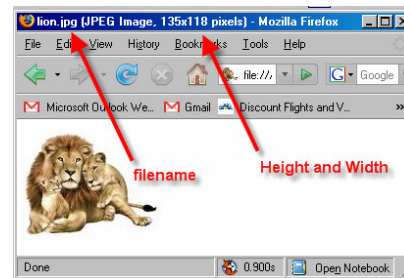 lion.jpg (JPEG Image, 135x118 pixels) - Mozilla Firefox
File Edit View History Bookmarks Tools Help
file:// G Google
Microsoft Outlook We... Gmail Discount Flights and V... »
filename
Height and Width
Done 0.900s Open Notebook